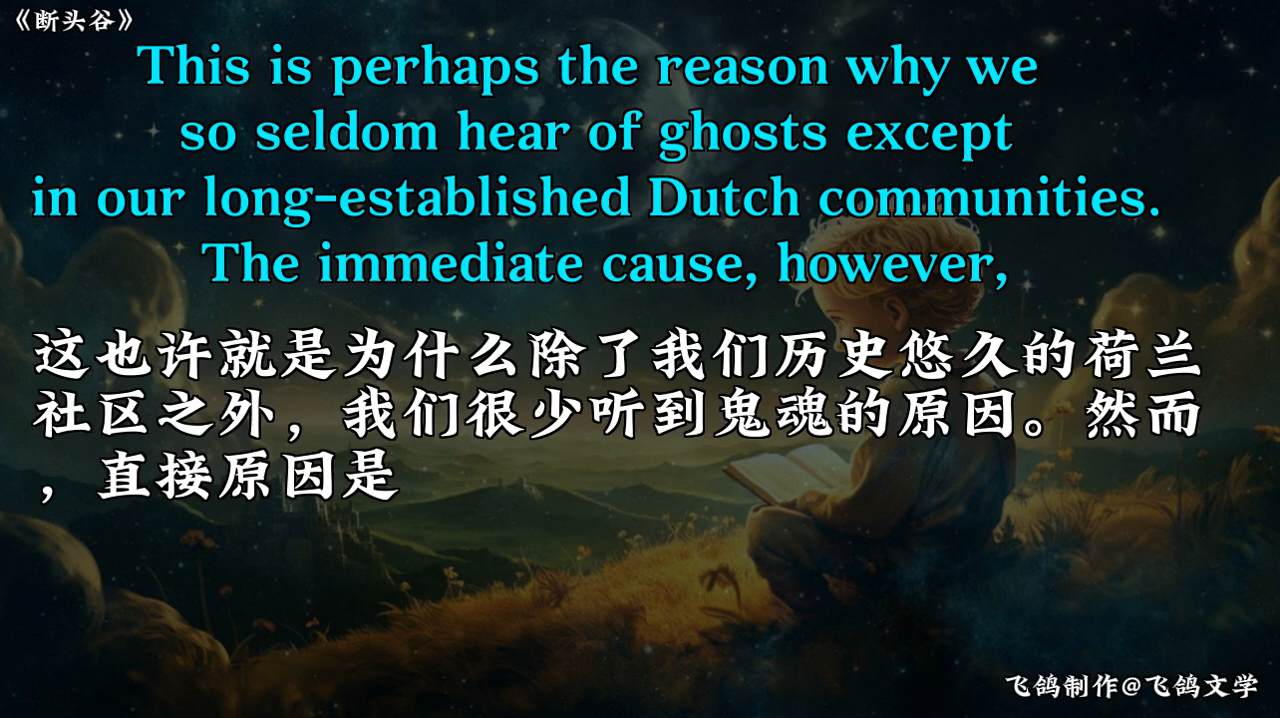 《断头谷》
This is perhaps the reason why we
so seldom hear of ghosts except
in our long-established Dutch communities.
The immediate cause, however,
这也许就是为什么除了我们历史悠久的荷兰
社区之外，我们很少听到鬼魂的原因。然而
，直接原因是
飞鸽制作@飞鸽文学